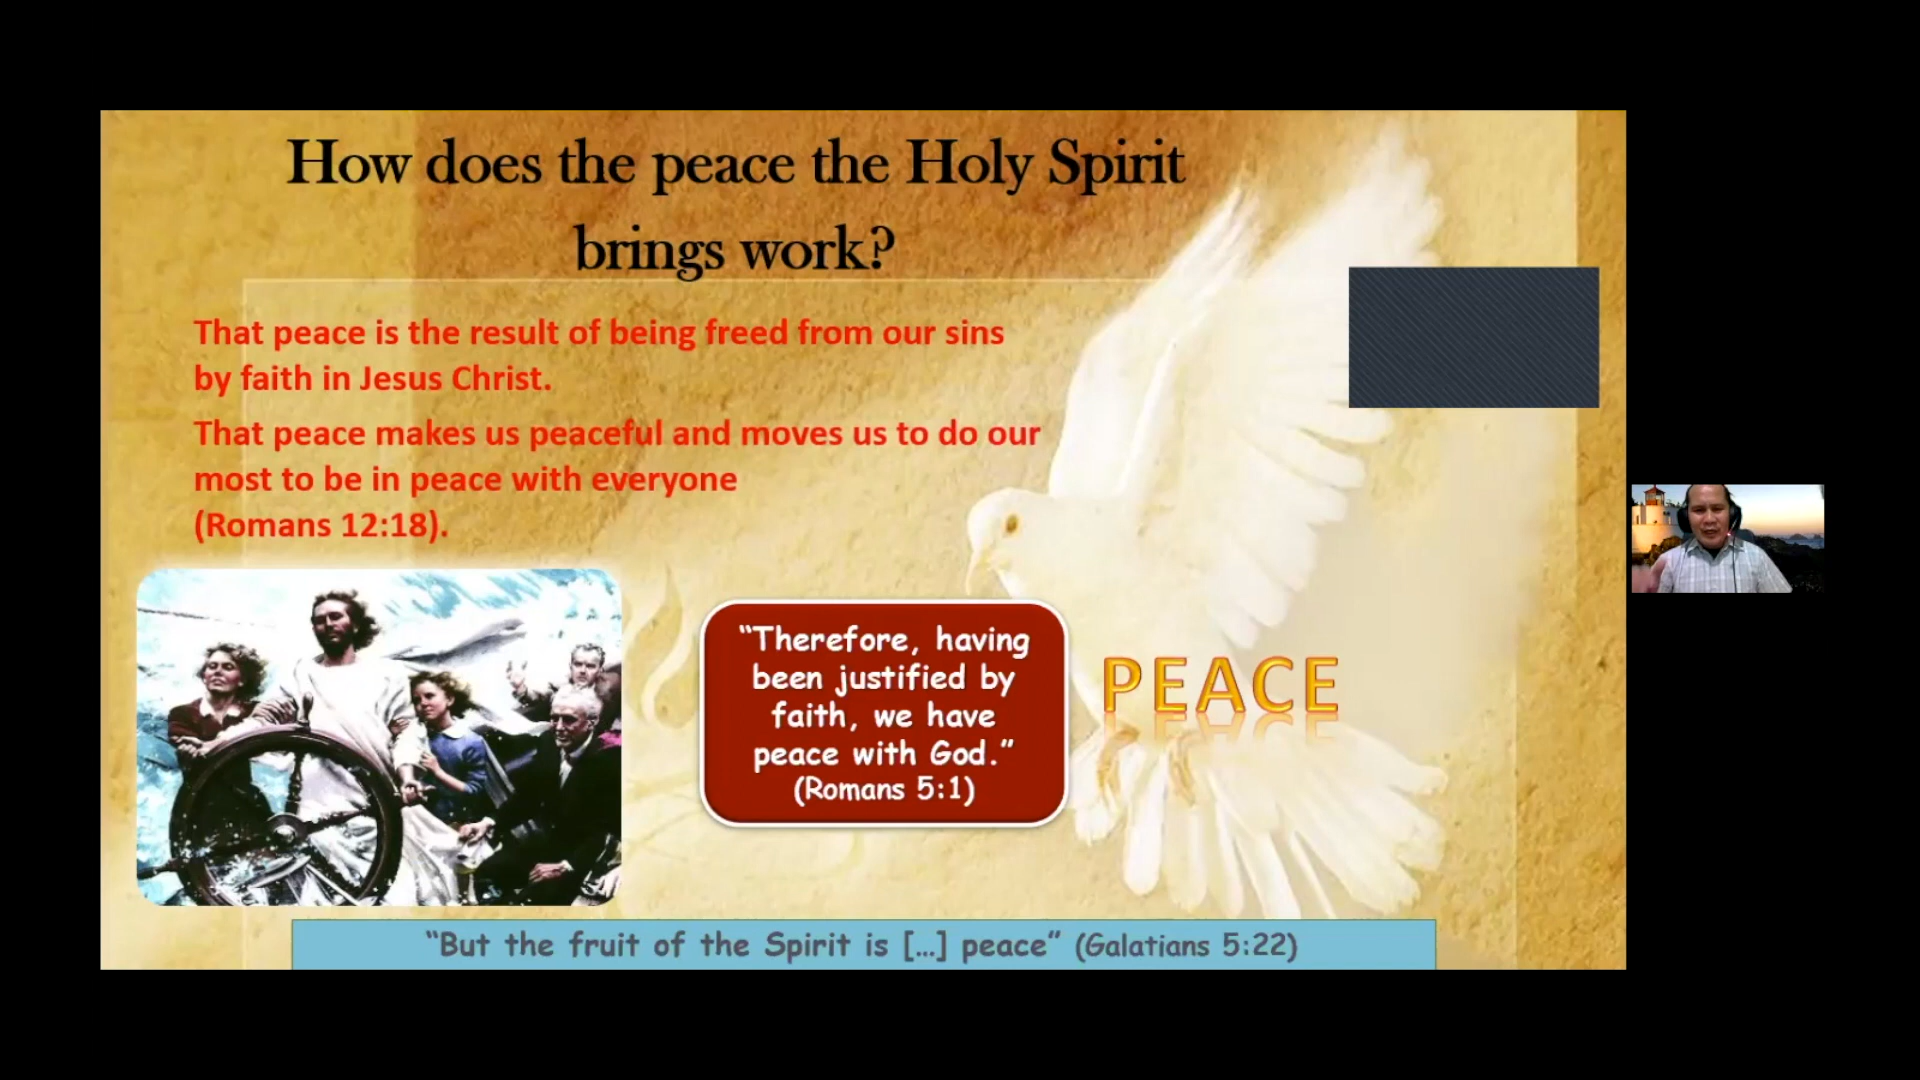 How does the peace the Holy Spirit
brings work?
That peace is the result of being freed from our sins
by faith in Jesus Christ.
That peace makes us peaceful and moves us to do our
most to be in peace with everyone
(Romans 12:18).
“Therefore, having
been justified by
faith, we have
peace with God.”
(Romans 5:1)
PEACE
“But the fruit of the Spirit is [...] peace” (Galatians 5:22)